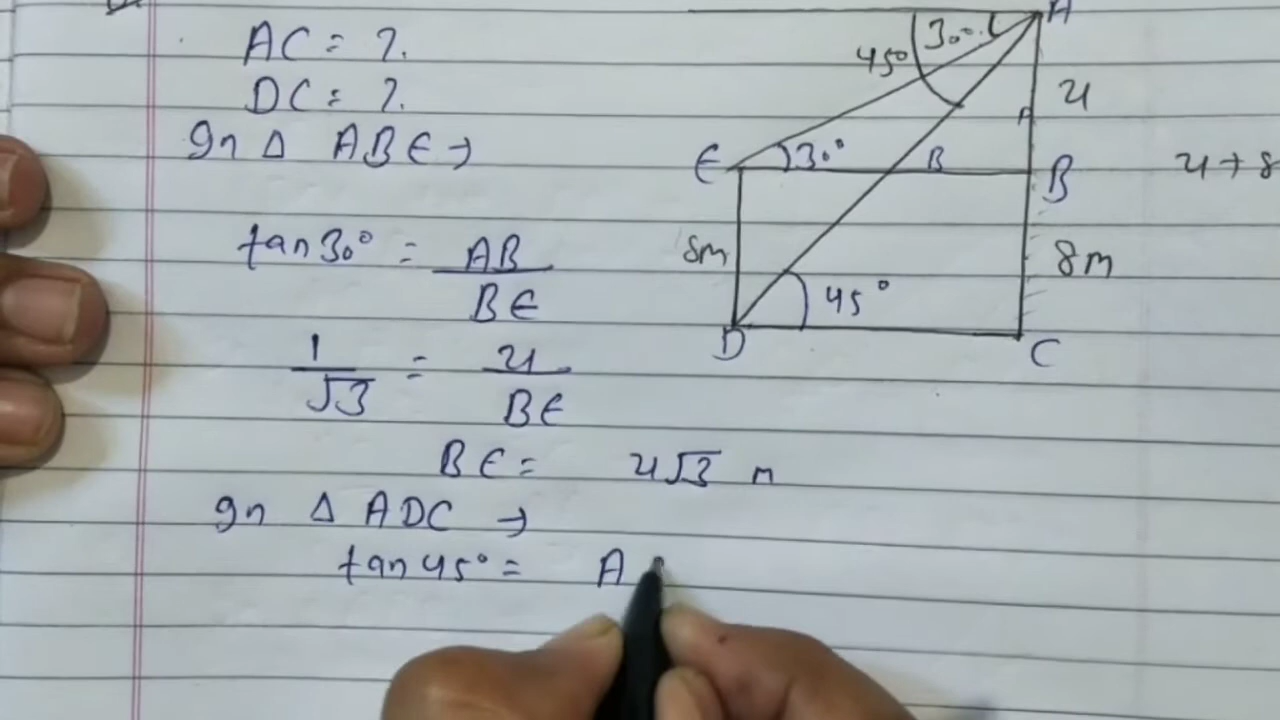 AC = ?.
DC = ?.
In Δ ABE →
tan 30° = AB / BE
1 / √3 = x / BE
BE = x√3 m
In Δ ADC →
tan 45° = A
A
30°
45°
x
A
E 30° B B
x + 8
8m 8m
45°
D C